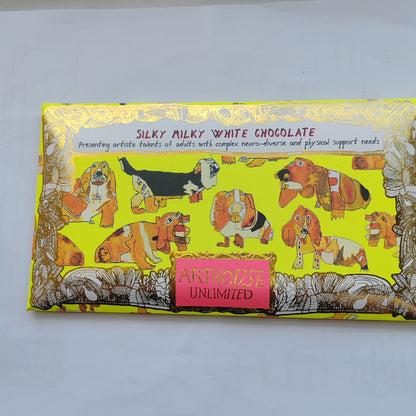 SILKY MILKY WHITE CHOCOLATE
Presenting artistic talents of adults with complex neuro-diverse and physical support needs
ARTHOUSE
UNLIMITED